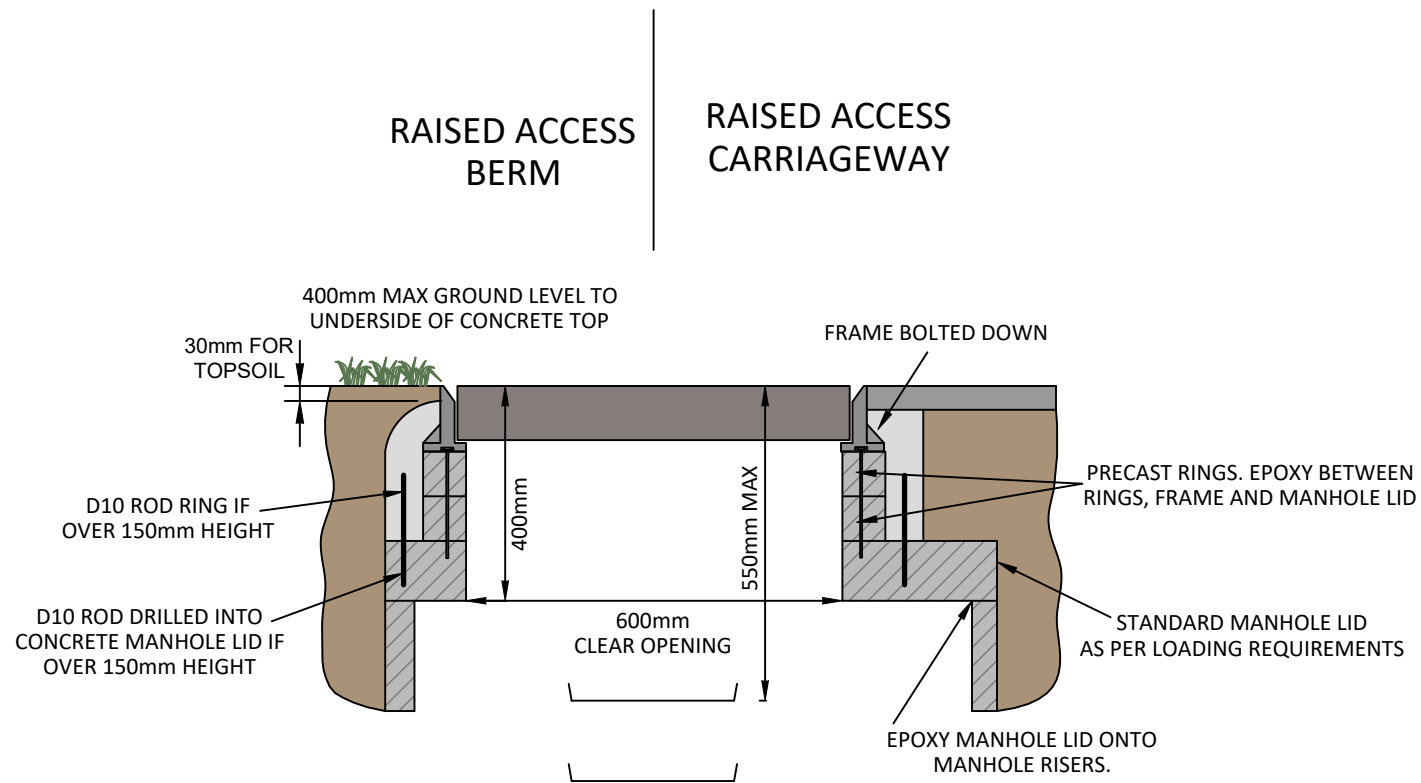 RAISED ACCESS
BERM
RAISED ACCESS
CARRIAGEWAY
400mm MAX GROUND LEVEL TO
UNDERSIDE OF CONCRETE TOP
30mm FOR
TOPSOIL
FRAME BOLTED DOWN
D10 ROD RING IF
OVER 150mm HEIGHT
400mm
550mm MAX
PRECAST RINGS. EPOXY BETWEEN
RINGS, FRAME AND MANHOLE LID
D10 ROD DRILLED INTO
CONCRETE MANHOLE LID IF
OVER 150mm HEIGHT
600mm
CLEAR OPENING
STANDARD MANHOLE LID
AS PER LOADING REQUIREMENTS
EPOXY MANHOLE LID ONTO
MANHOLE RISERS.